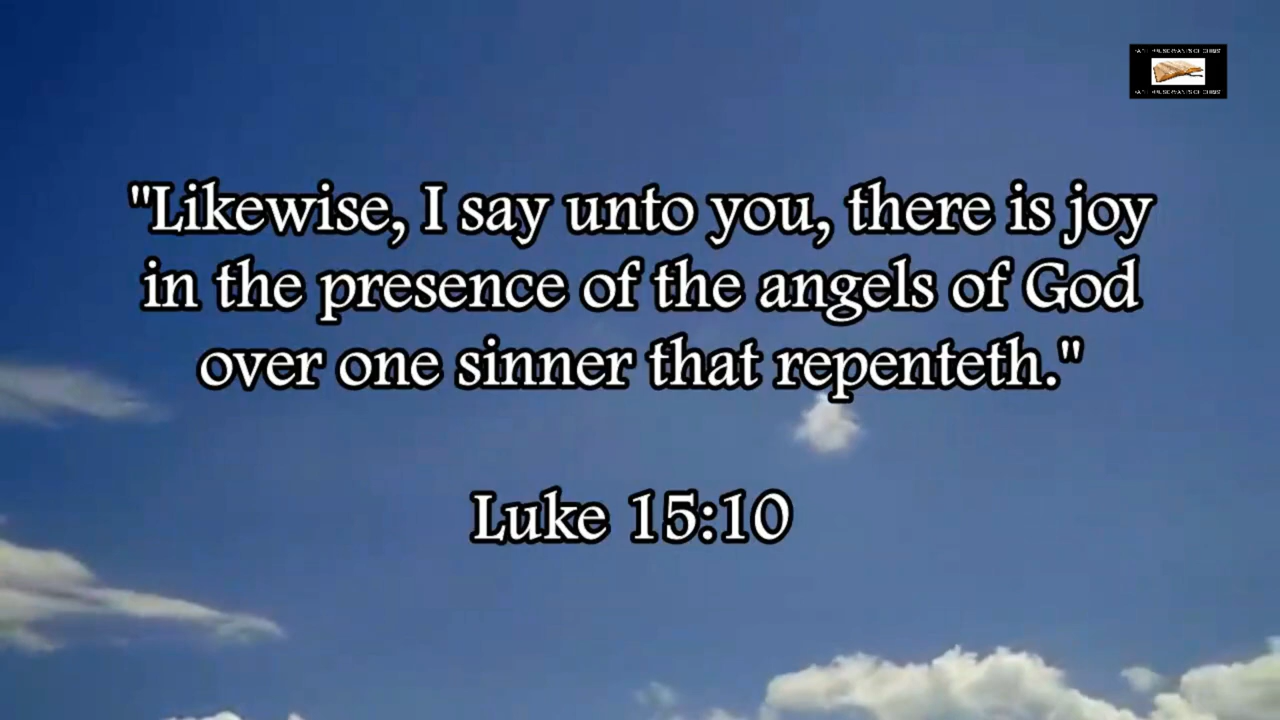 "Likewise, I say unto you, there is joy
in the presence of the angels of God
over one sinner that repenteth."
Luke 15:10